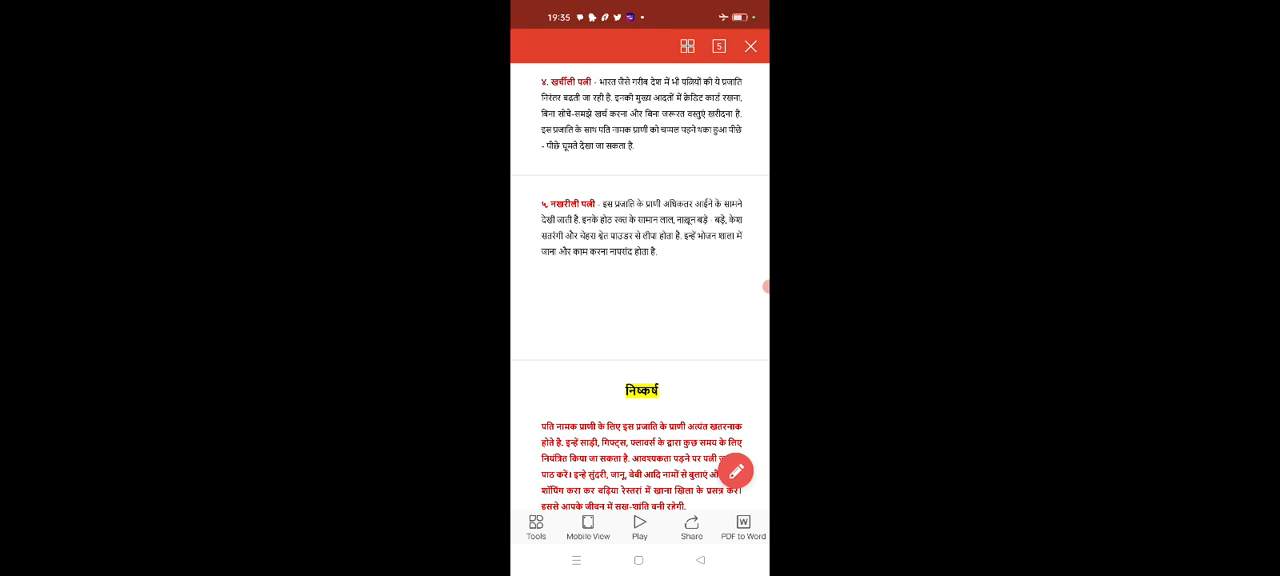 19:35
5
४. खर्चीली पत्नी - भारत जैसे गरीब देश में भी पत्नियों की ये प्रजाति
निरंतर बढती जा रही है. इनकी मुख्य आदतों में क्रेडिट कार्ड रखना,
बिना सोचे-समझे खर्च करना और बिना जरूरत वस्तुएं खरीदना है.
इस प्रजाति के साथ पति नामक प्राणी को चप्पल पहने थका हुआ पीछे
- पीछे घूमते देखा जा सकता है.
५. नखरीली पत्नी - इस प्रजाति के प्राणी अधिकतर आईने के सामने
देखी जाती है. इनके होठ रक्त के सामान लाल, नाखून बड़े - बड़े, केश
सतरंगी और चेहरा श्वेत पाउडर से लीपा होता है. इन्हें भोजन शाला में
जाना और काम करना नापसंद होता है.
निष्कर्ष
पति नामक प्राणी के लिए इस प्रजाति के प्राणी अत्यंत खतरनाक
होते है. इन्हें साड़ी, गिफ्ट्स, फ्लावर्स के द्वारा कुछ समय के लिए
नियंत्रित किया जा सकता है. आवश्यकता पड़ने पर पत्नी
पाठ करें। इन्हे सुंदरी, जानू, बेबी आदि नामों से बुलाएं
शॉपिंग करा कर बढ़िया रेस्तरां में खाना खिला के प्रसन्न करें।
इससे आपके जीवन में सुख-शांति बनी रहेगी.
Tools Mobile View Play Share PDF to Word